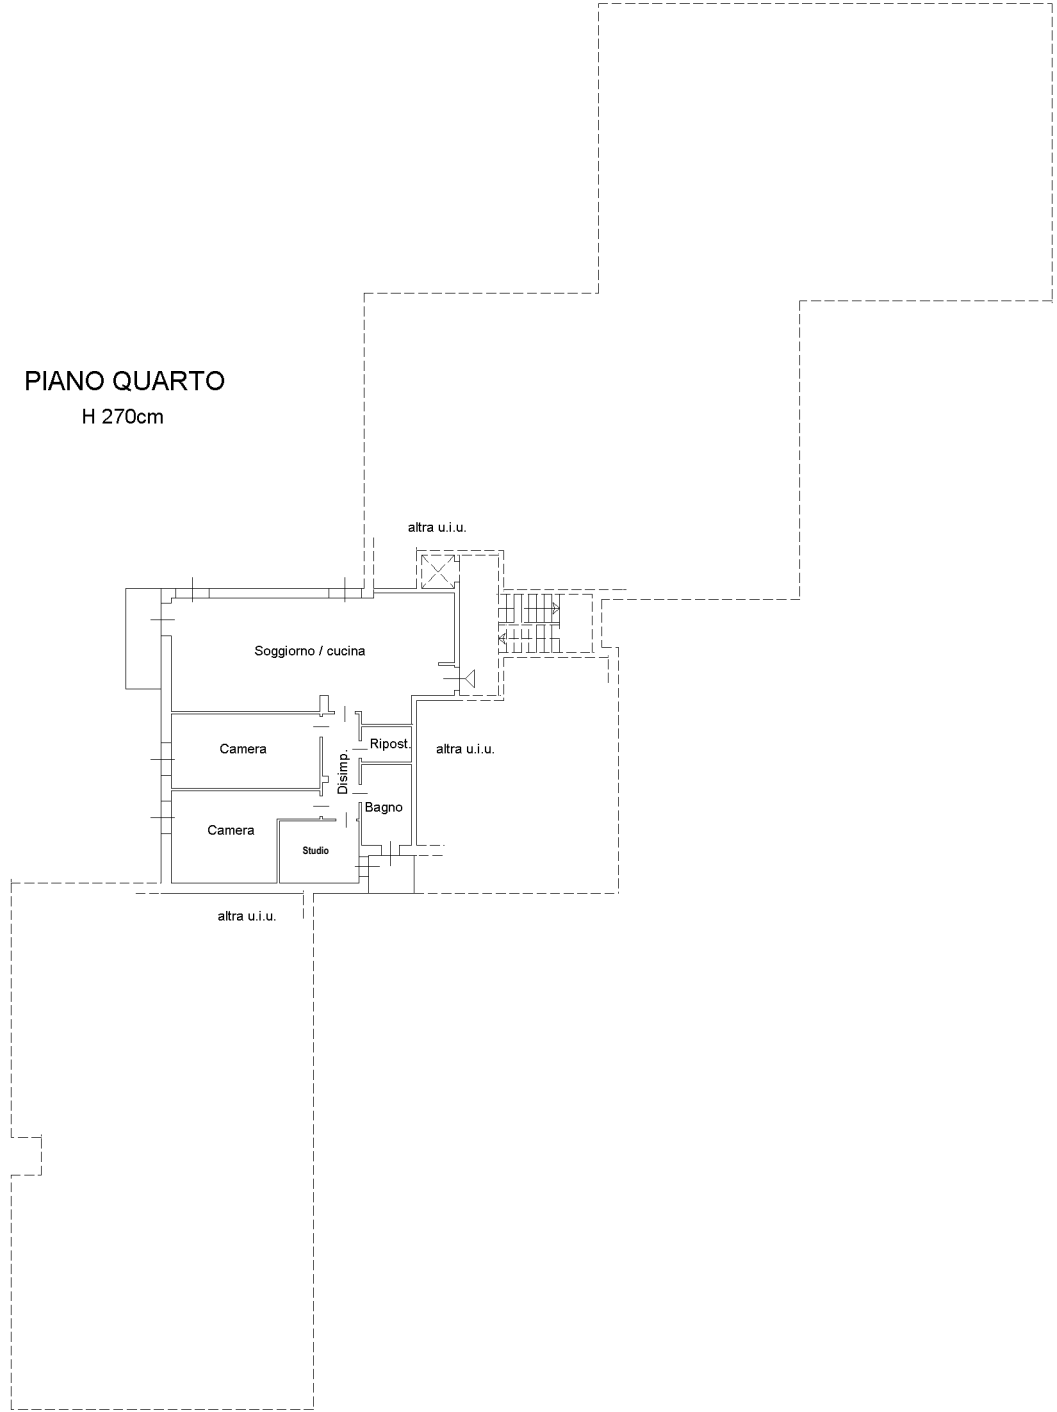 PIANO QUARTO
H 270cm
altra u.i.u.
Soggiorno / cucina
Camera
Disimp.
Ripost.
altra u.i.u.
Bagno
Camera
Studio
altra u.i.u.